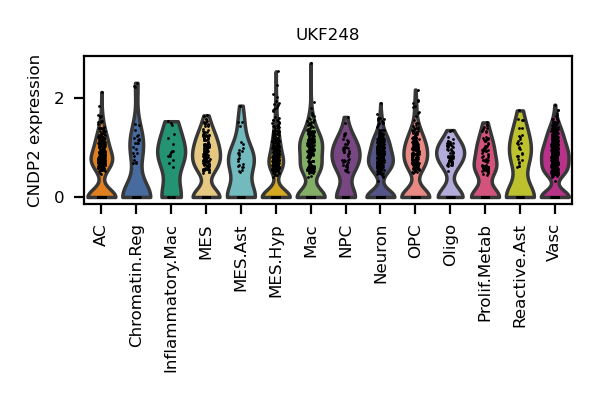 UKF248
CNDP2 expression
2
0
AC
Chromatin.Reg
Inflammatory.Mac
MES
MES.Ast
MES.Hyp
Mac
NPC
Neuron
OPC
Oligo
Prolif.Metab
Reactive.Ast
Vasc